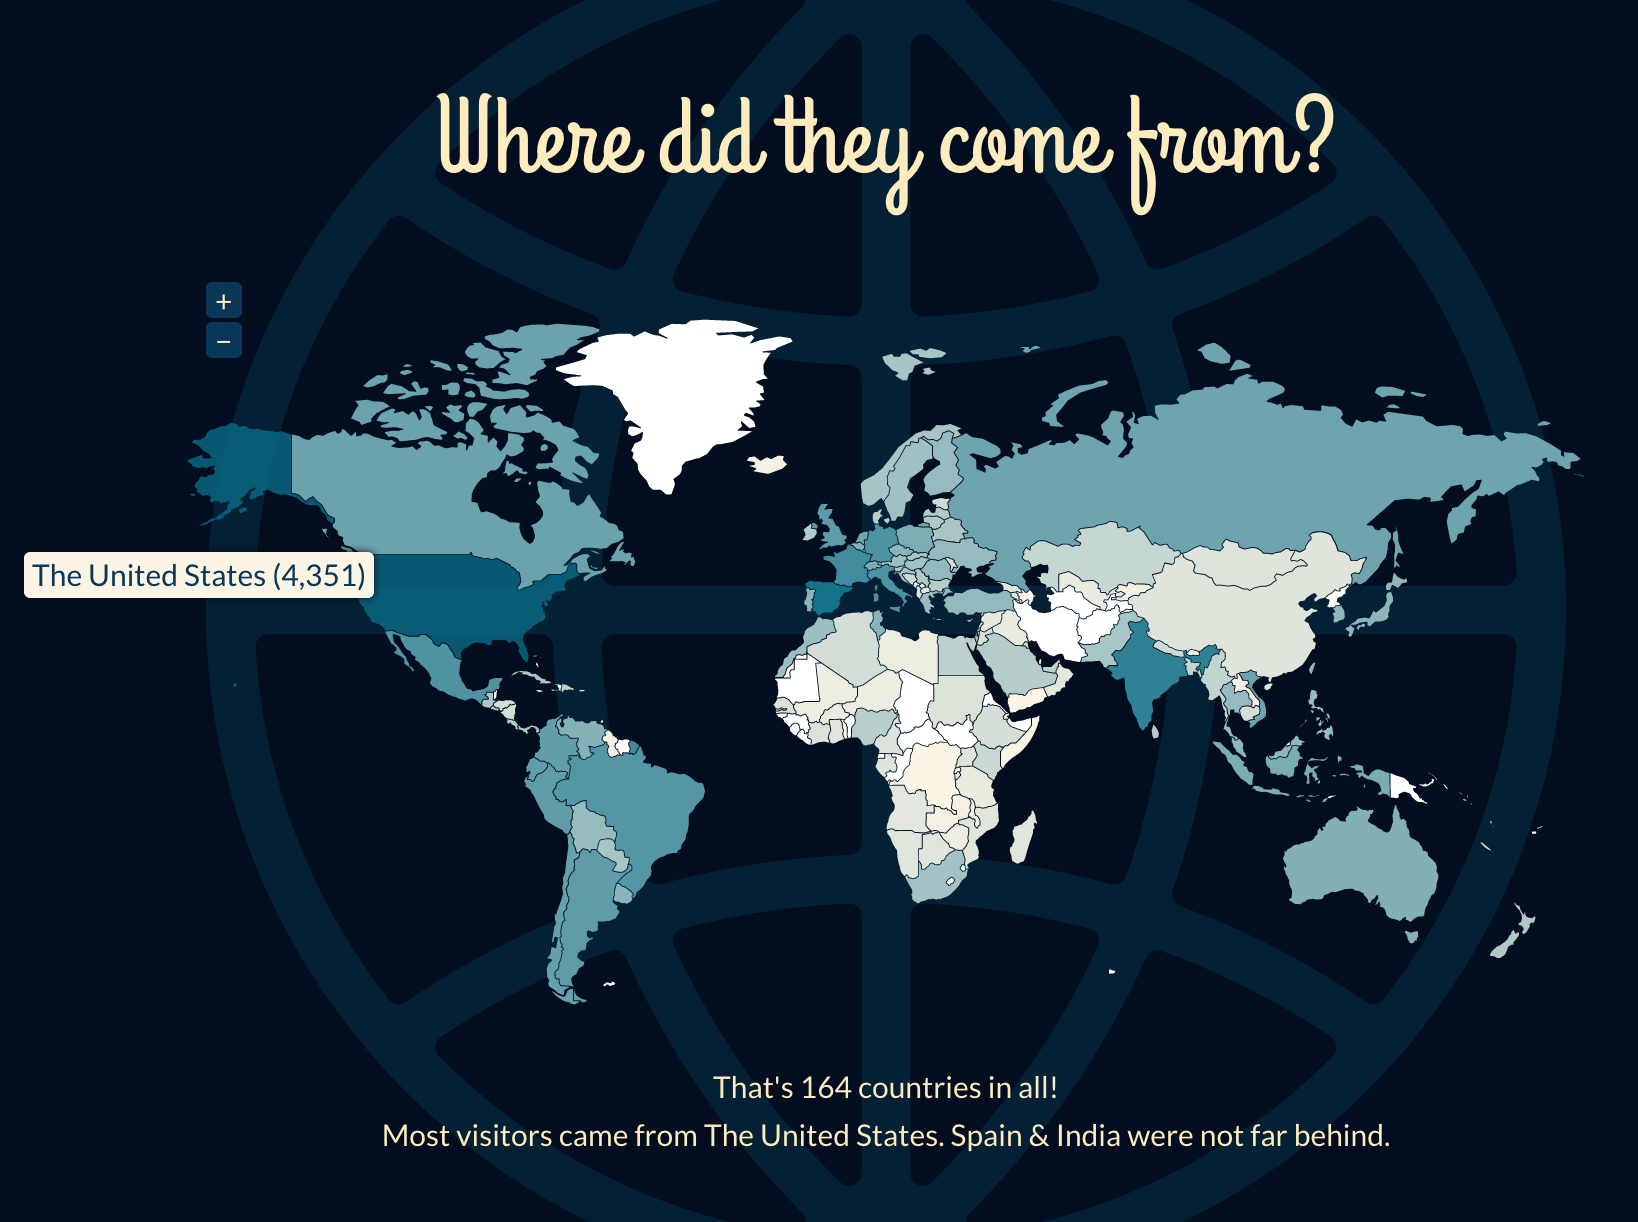 Where did they come from?
+
−
The United States (4,351)
That's 164 countries in all!
Most visitors came from The United States. Spain & India were not far behind.